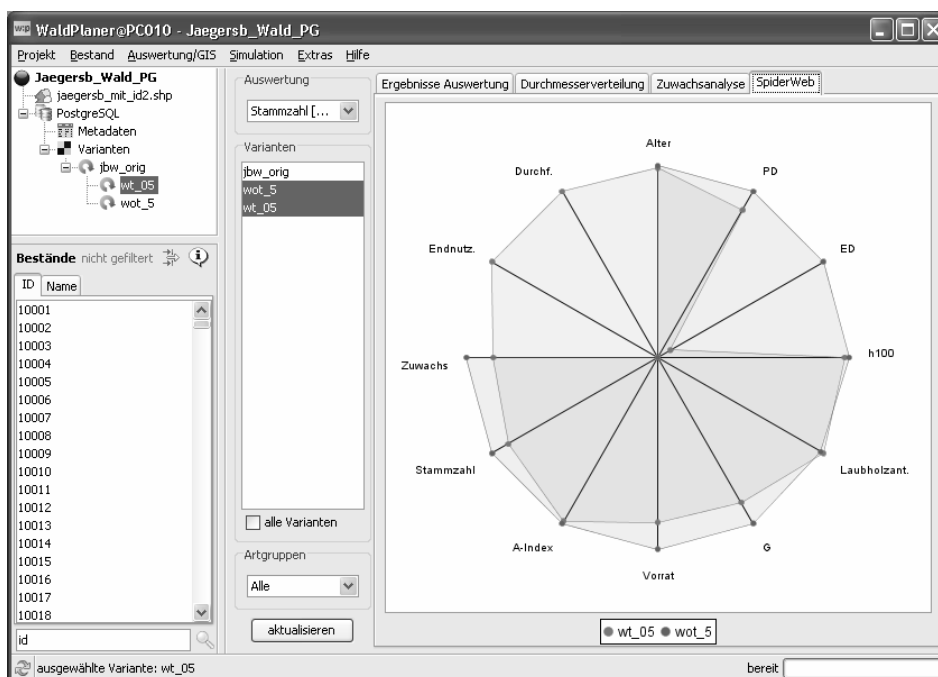 w:p WaldPlaner@PC010 - Jaegersb_Wald_PG
Projekt Bestand Auswertung/GIS Simulation Extras Hilfe
Jaegersb_Wald_PG
jaegersb_mit_id2.shp
PostgreSQL
Metadaten
Varianten
jbw_orig
wt_05
wot_5
Bestände nicht gefiltert
ID Name
10001
10002
10003
10004
10005
10006
10007
10008
10009
10010
10011
10012
10013
10014
10015
10016
10017
10018
id
Auswertung
Stammzahl [...
Varianten
jbw_orig
wot_5
wt_05
alle Varianten
Artgruppen
Alle
aktualisieren
Ergebnisse Auswertung Durchmesserverteilung Zuwachsanalyse SpiderWeb
Alter
PD
ED
h100
Laubholzant.
G
Vorrat
A-Index
Stammzahl
Zuwachs
Endnutz.
Durchf.
wt_05 wot_5
ausgewählte Variante: wt_05
bereit